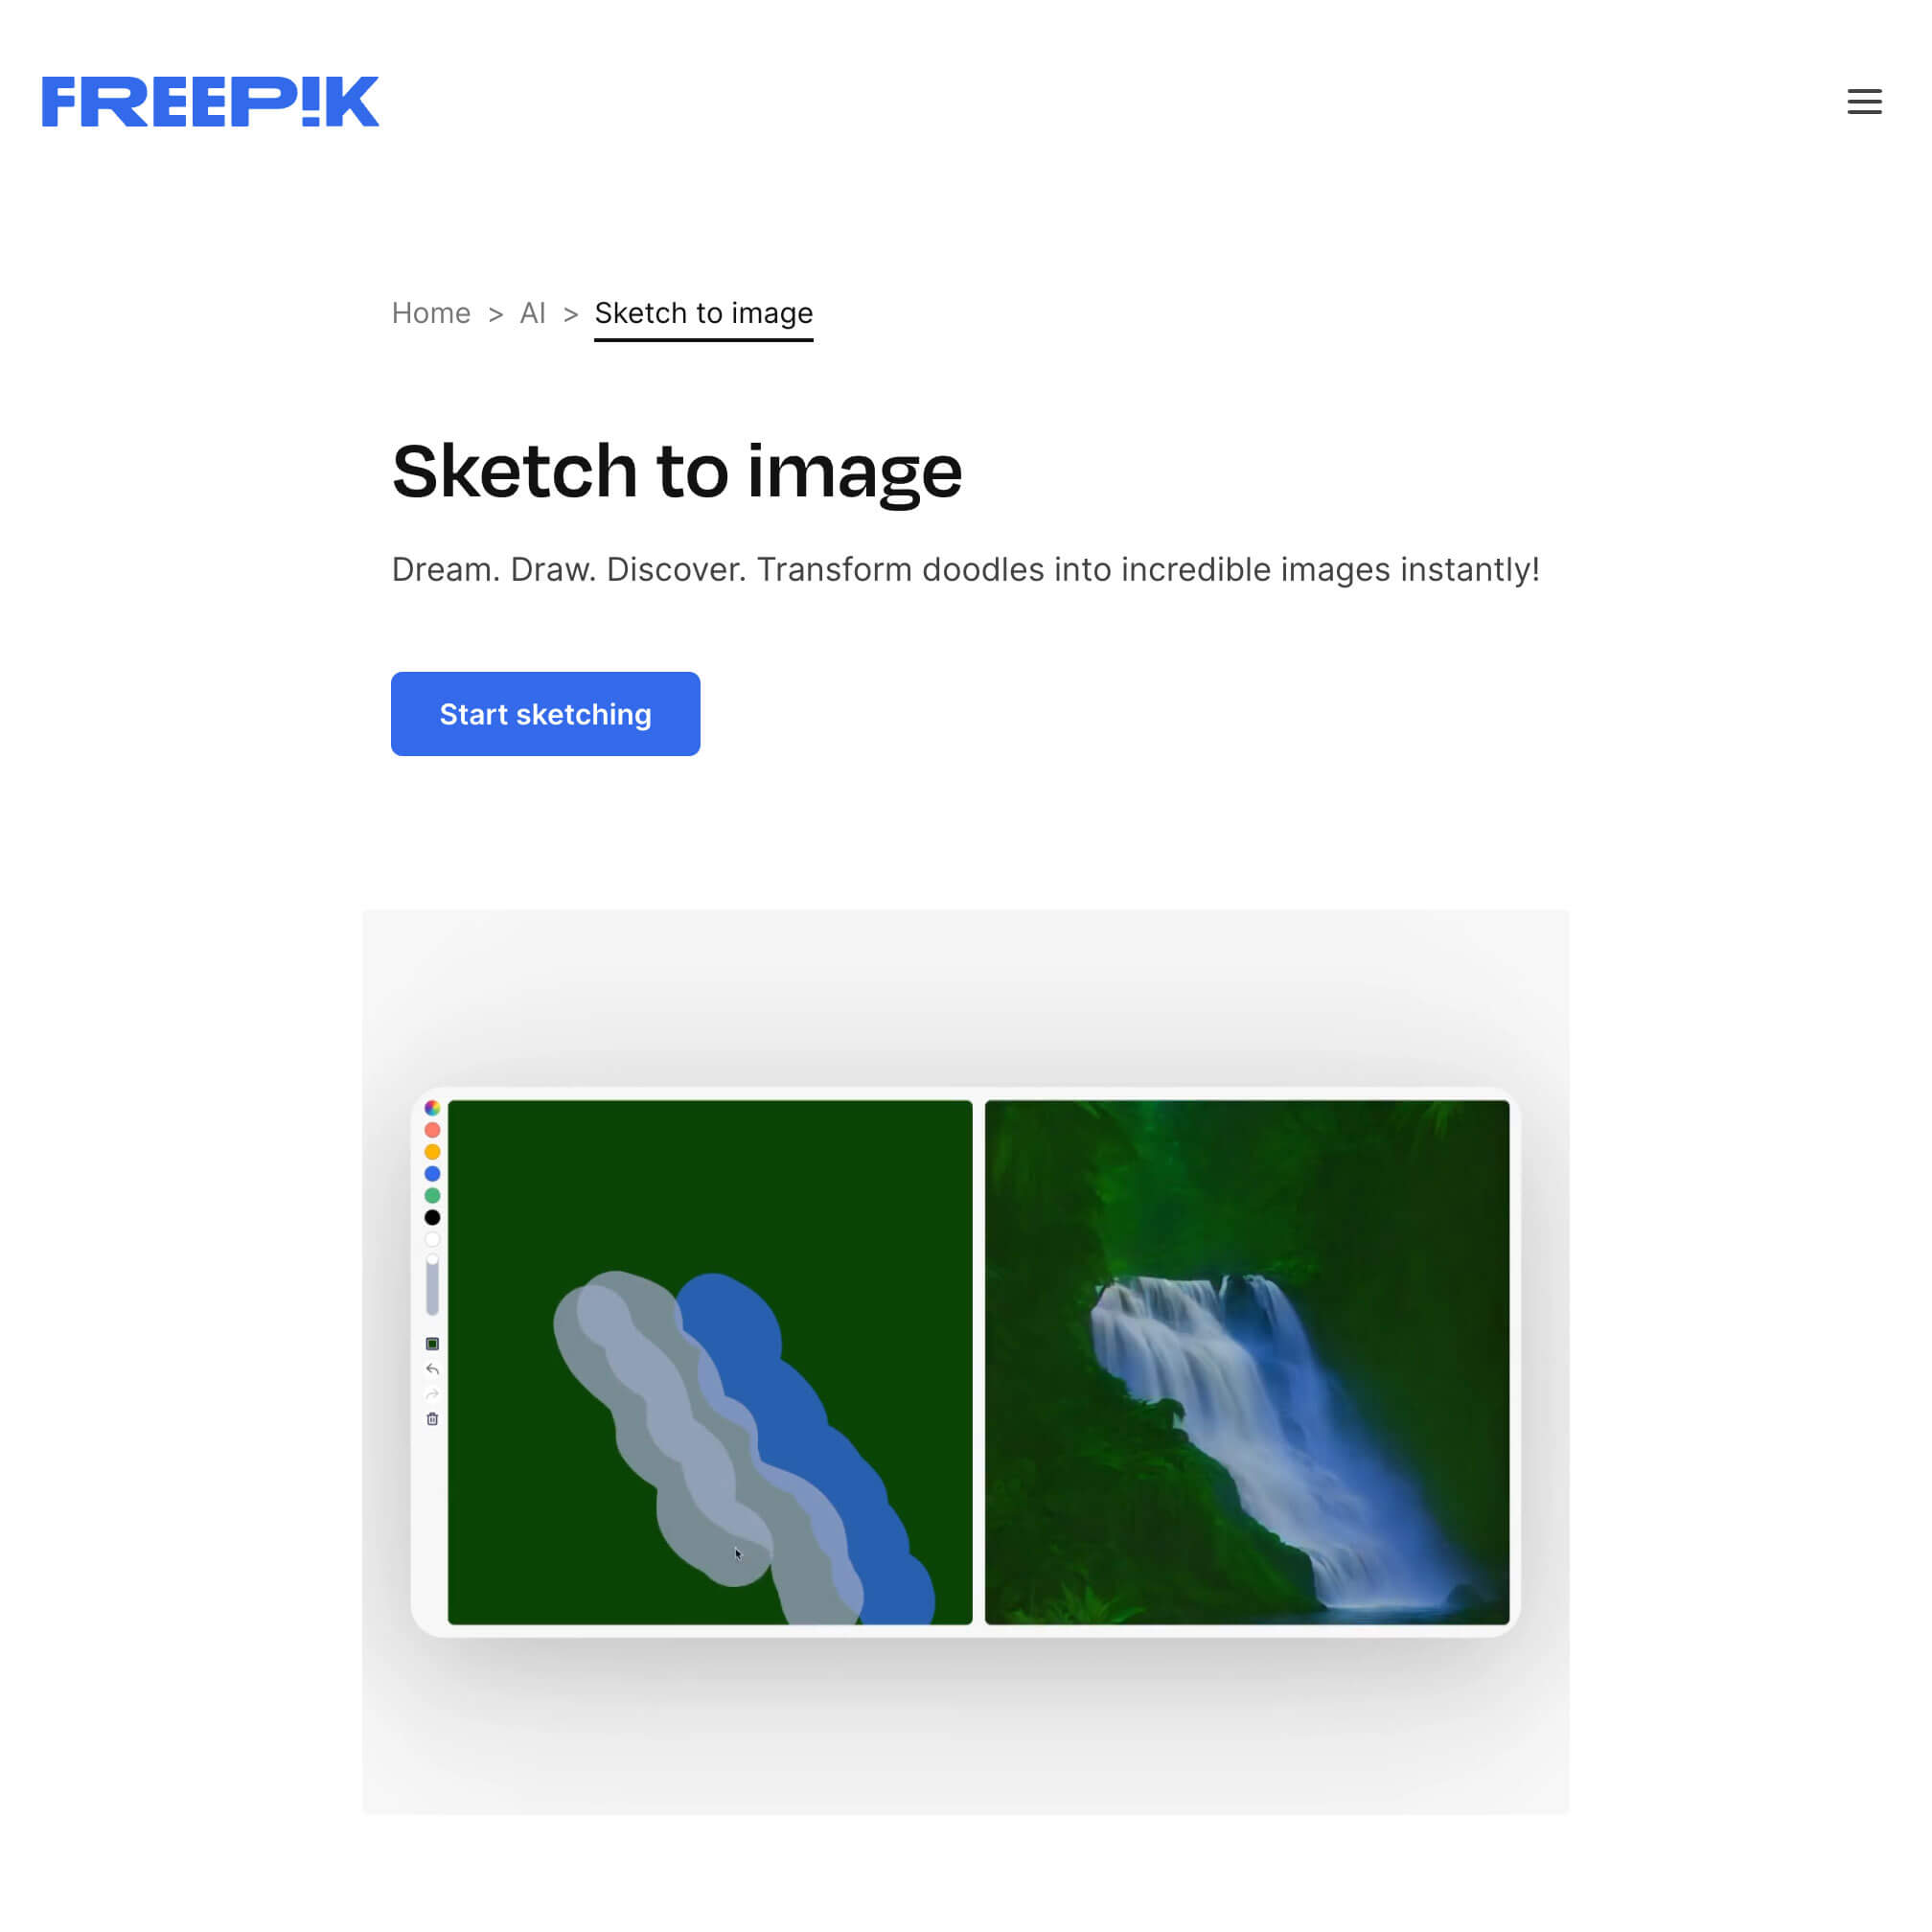 FREEP!K
Home > AI > Sketch to image
Sketch to image
Dream. Draw. Discover. Transform doodles into incredible images instantly!
Start sketching